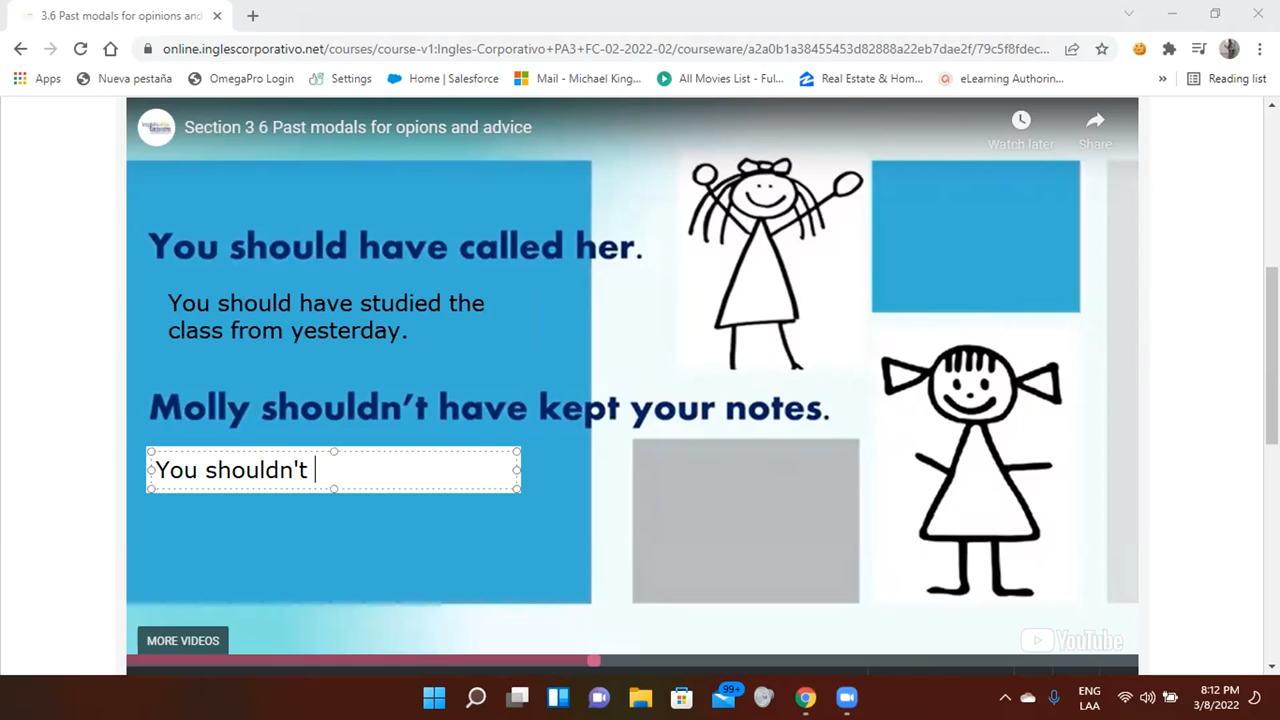 3.6 Past modals for opinions and
online.inglescorporativo.net/courses/course-v1:Ingles-Corporativo+PA3+FC-02-2022-02/courseware/a2a0b1a38455453d82888a22eb7dae2f/79c5f8fdec...
Apps Nueva pestaña OmegaPro Login Settings Home | Salesforce Mail - Michael King... All Movies List - Ful... Real Estate & Hom... eLearning Authorin... » Reading list
Section 3 6 Past modals for opions and advice
Watch later Share
You should have called her.
You should have studied the
class from yesterday.
Molly shouldn't have kept your notes.
You shouldn't
MORE VIDEOS
YouTube
99+
ENG
LAA
8:12 PM
3/8/2022